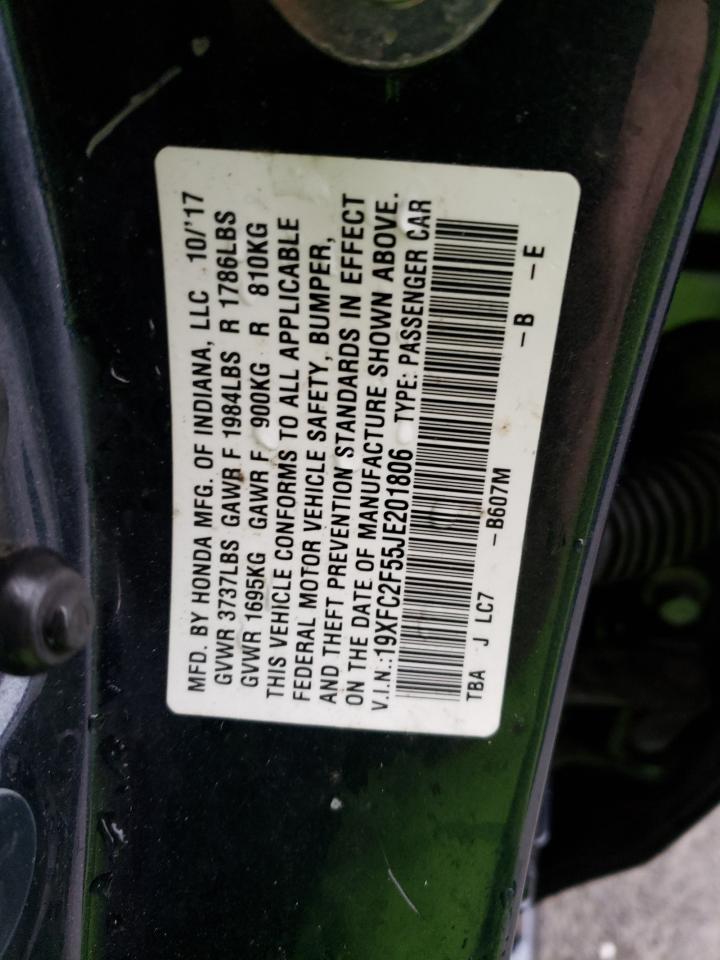 MFD. BY HONDA MFG. OF INDIANA, LLC 10/'17
GVWR 3737LBS GAWR F 1984LBS R 1786LBS
GVWR 1695KG GAWR F 900KG R 810KG
THIS VEHICLE CONFORMS TO ALL APPLICABLE
FEDERAL MOTOR VEHICLE SAFETY, BUMPER,
AND THEFT PREVENTION STANDARDS IN EFFECT
ON THE DATE OF MANUFACTURE SHOWN ABOVE.
V.I.N.:19XFC2F55JE201806 TYPE: PASSENGER CAR
TBA J LC7 -B607M -B -E